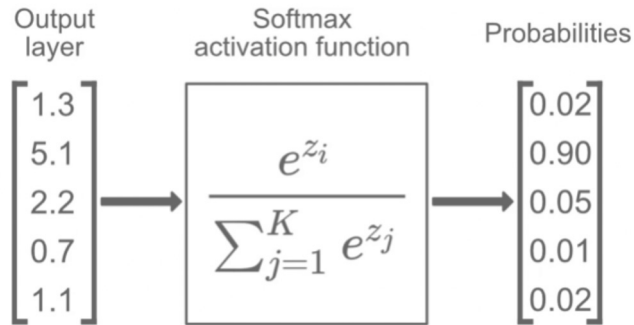 Output
layer
Softmax
activation function
Probabilities
1.3
5.1
2.2
0.7
1.1
e^{z_i}
∑_{j=1}^{K} e^{z_j}
0.02
0.90
0.05
0.01
0.02